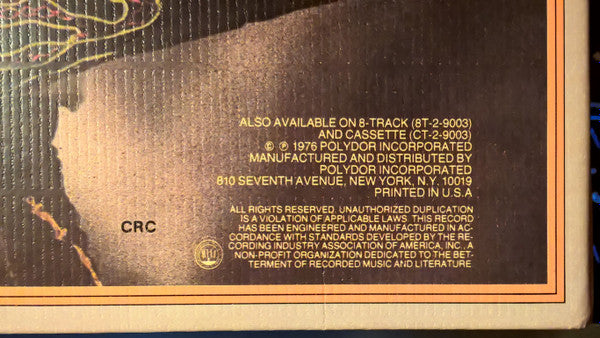 ALSO AVAILABLE ON 8-TRACK (8T-2-9003)
AND CASSETTE (CT-2-9003)
© ℗ 1976 POLYDOR INCORPORATED
MANUFACTURED AND DISTRIBUTED BY
POLYDOR INCORPORATED
810 SEVENTH AVENUE, NEW YORK, N.Y. 10019
PRINTED IN U.S.A
ALL RIGHTS RESERVED. UNAUTHORIZED DUPLICATION
IS A VIOLATION OF APPLICABLE LAWS. THIS RECORD
HAS BEEN ENGINEERED AND MANUFACTURED IN AC-
CORDANCE WITH STANDARDS DEVELOPED BY THE RE-
CORDING INDUSTRY ASSOCIATION OF AMERICA, INC., A
NON-PROFIT ORGANIZATION DEDICATED TO THE BET-
TERMENT OF RECORDED MUSIC AND LITERATURE
CRC